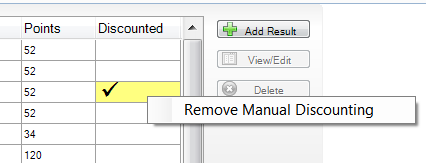 Points Discounted
Add Result
52
View/Edit
52
52
Delete
Remove Manual Discounting
52
34
120